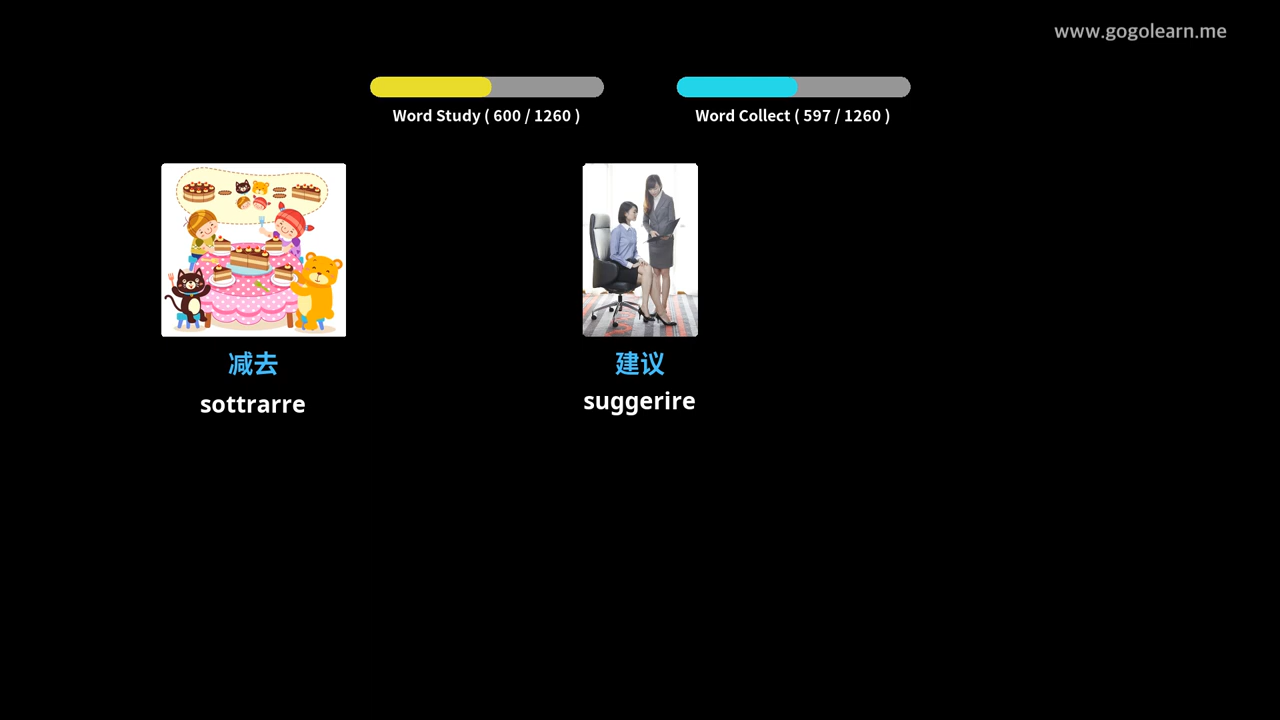 www.gogolearn.me
Word Study ( 600 / 1260 )
Word Collect ( 597 / 1260 )
减去
sottrarre
建议
suggerire